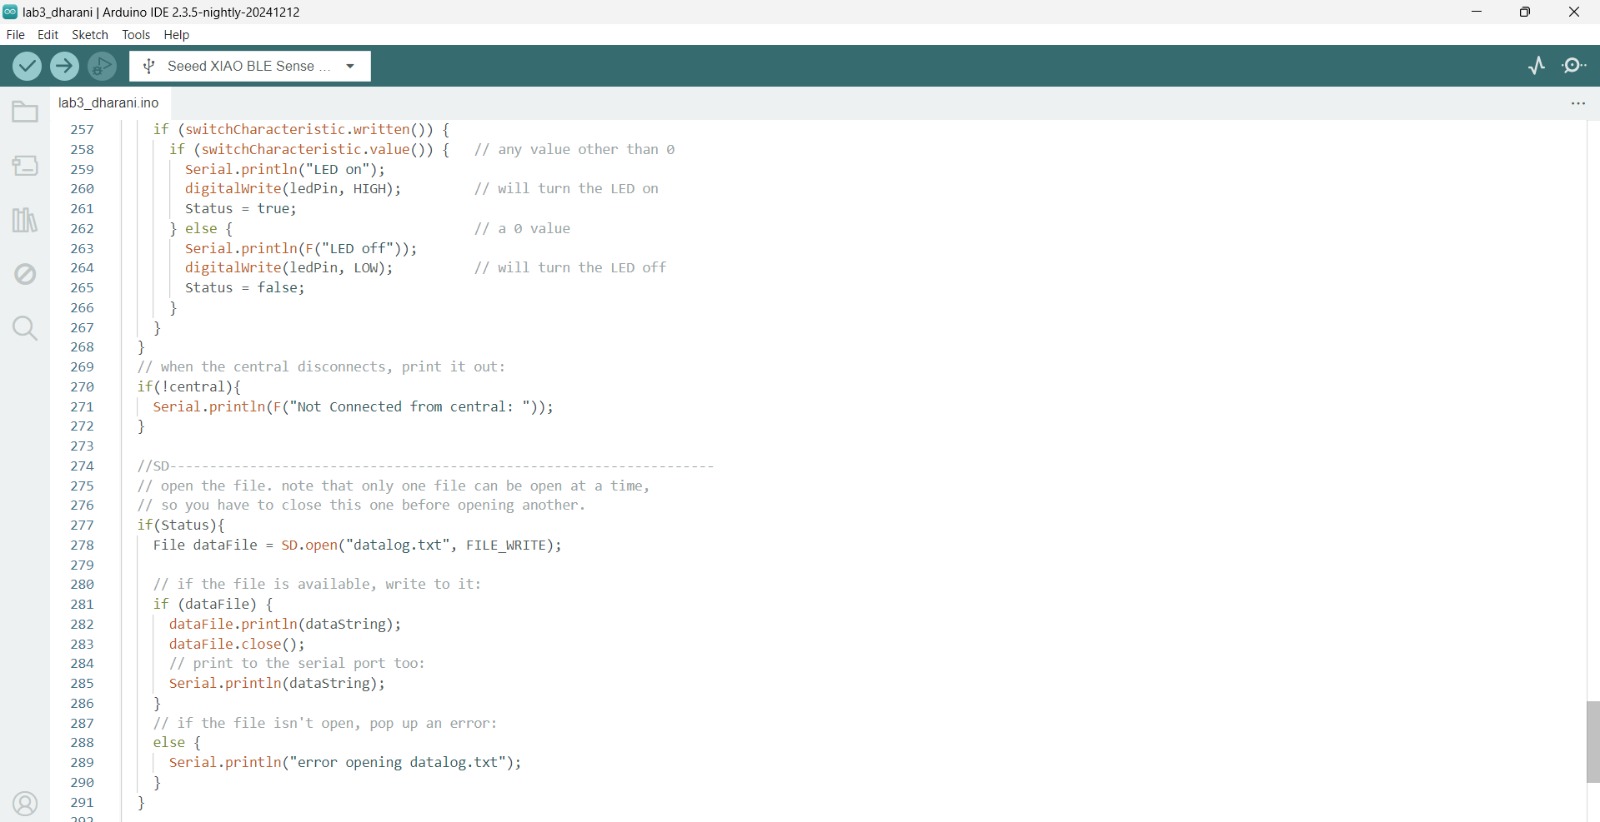 lab3_dharani | Arduino IDE 2.3.5-nightly-20241212
File Edit Sketch Tools Help
Seeed XIAO BLE Sense ...
lab3_dharani.ino
257 if (switchCharacteristic.written()) {
258 if (switchCharacteristic.value()) { // any value other than 0
259 Serial.println("LED on");
260 digitalWrite(ledPin, HIGH); // will turn the LED on
261 Status = true;
262 } else { // a 0 value
263 Serial.println(F("LED off"));
264 digitalWrite(ledPin, LOW); // will turn the LED off
265 Status = false;
266 }
267 }
268 }
269 // when the central disconnects, print it out:
270 if(!central){
271 Serial.println(F("Not Connected from central: "));
272 }
273
274 //SD--------------------------------------------------------------------
275 // open the file. note that only one file can be open at a time,
276 // so you have to close this one before opening another.
277 if(Status){
278 File dataFile = SD.open("datalog.txt", FILE_WRITE);
279
280 // if the file is available, write to it:
281 if (dataFile) {
282 dataFile.println(dataString);
283 dataFile.close();
284 // print to the serial port too:
285 Serial.println(dataString);
286 }
287 // if the file isn't open, pop up an error:
288 else {
289 Serial.println("error opening datalog.txt");
290 }
291 }
292